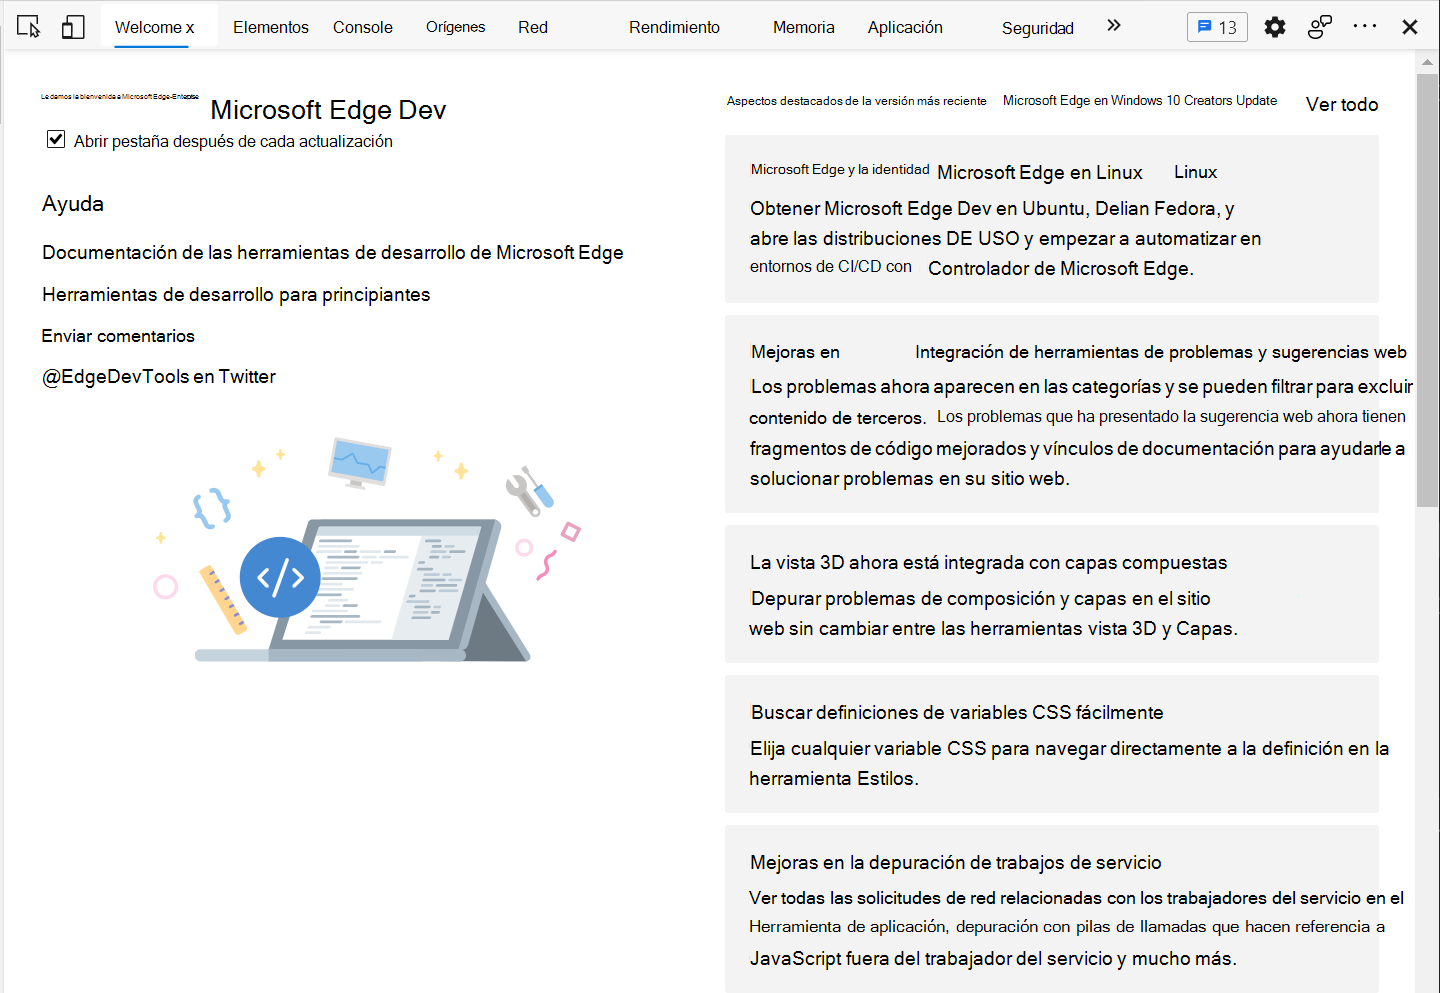 Welcome x Elementos Console Orígenes Red Rendimiento Memoria Aplicación Seguridad » 13
Le damos la bienvenida a Microsoft Edge-Enterprise Microsoft Edge Dev
Abrir pestaña después de cada actualización
Ayuda
Documentación de las herramientas de desarrollo de Microsoft Edge
Herramientas de desarrollo para principiantes
Enviar comentarios
@EdgeDevTools en Twitter
Aspectos destacados de la versión más reciente Microsoft Edge en Windows 10 Creators Update Ver todo
Microsoft Edge y la identidad Microsoft Edge en Linux Linux
Obtener Microsoft Edge Dev en Ubuntu, Delian Fedora, y
abre las distribuciones DE USO y empezar a automatizar en
entornos de CI/CD con Controlador de Microsoft Edge.
Mejoras en Integración de herramientas de problemas y sugerencias web
Los problemas ahora aparecen en las categorías y se pueden filtrar para excluir
contenido de terceros. Los problemas que ha presentado la sugerencia web ahora tienen
fragmentos de código mejorados y vínculos de documentación para ayudarle a
solucionar problemas en su sitio web.
La vista 3D ahora está integrada con capas compuestas
Depurar problemas de composición y capas en el sitio
web sin cambiar entre las herramientas vista 3D y Capas.
Buscar definiciones de variables CSS fácilmente
Elija cualquier variable CSS para navegar directamente a la definición en la
herramienta Estilos.
Mejoras en la depuración de trabajos de servicio
Ver todas las solicitudes de red relacionadas con los trabajadores del servicio en el
Herramienta de aplicación, depuración con pilas de llamadas que hacen referencia a
JavaScript fuera del trabajador del servicio y mucho más.